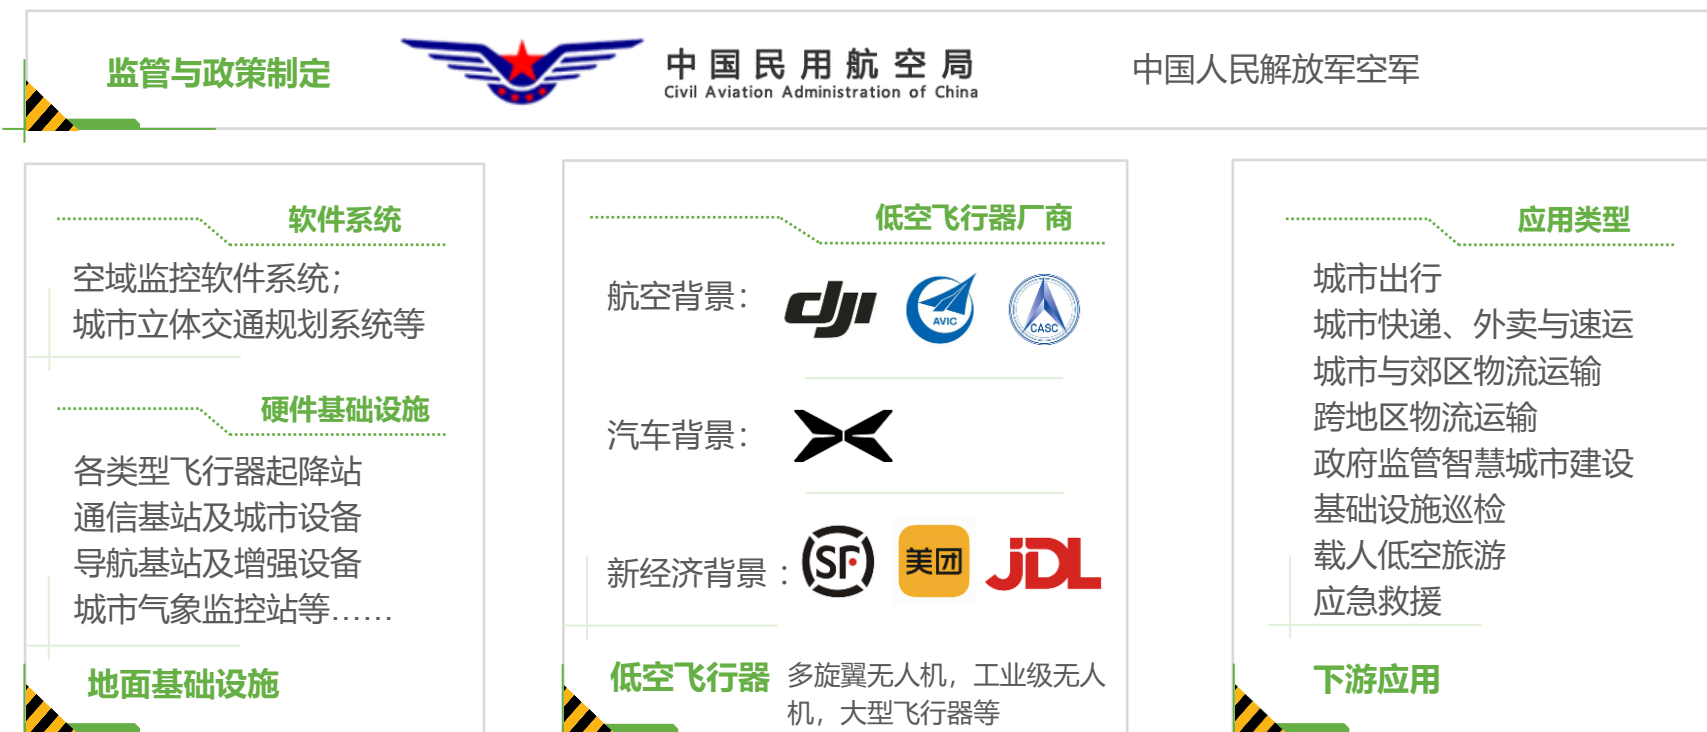 监管与政策制定
中国民用航空局
Civil Aviation Administration of China
中国人民解放军空军
软件系统
空域监控软件系统；
城市立体交通规划系统等
硬件基础设施
各类型飞行器起降站
通信基站及城市设备
导航基站及增强设备
城市气象监控站等……
地面基础设施
低空飞行器厂商
航空背景：
dji
AVIC
CASC
汽车背景：
新经济背景：
SF
美团
JDL
低空飞行器
多旋翼无人机，工业级无人
机，大型飞行器等
应用类型
城市出行
城市快递、外卖与速运
城市与郊区物流运输
跨地区物流运输
政府监管智慧城市建设
基础设施巡检
载人低空旅游
应急救援
下游应用